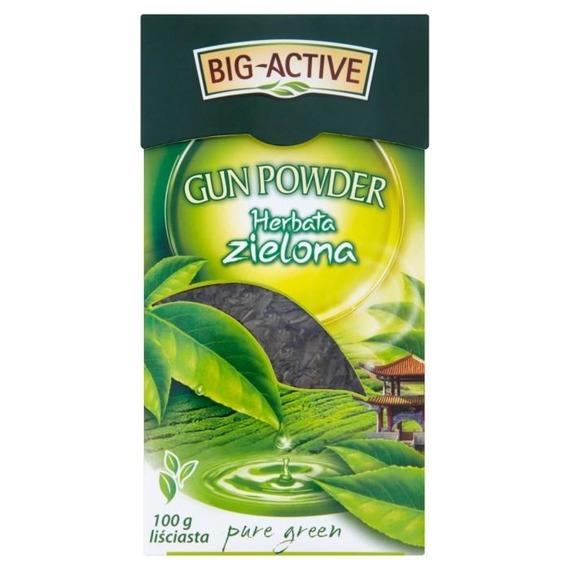 BIG-ACTIVE
GUN POWDER
Herbata
zielona
100 g
liściasta
pure green